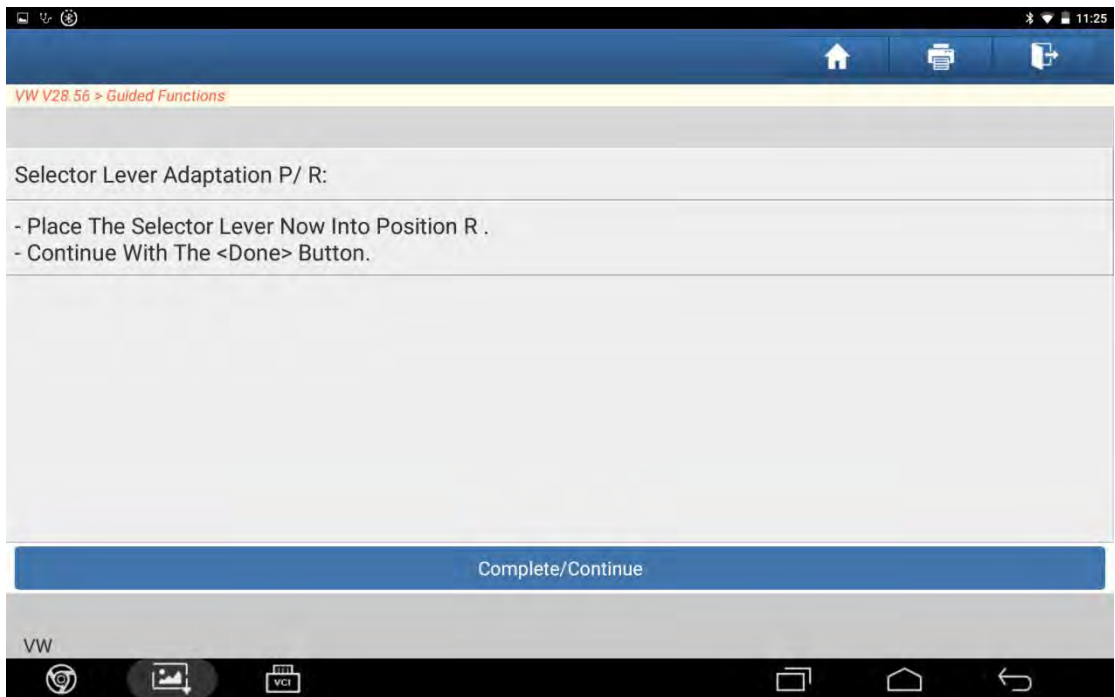 11:25
VW V28.56 > Guided Functions
Selector Lever Adaptation P/ R:
- Place The Selector Lever Now Into Position R .
- Continue With The <Done> Button.
Complete/Continue
VW
VCI